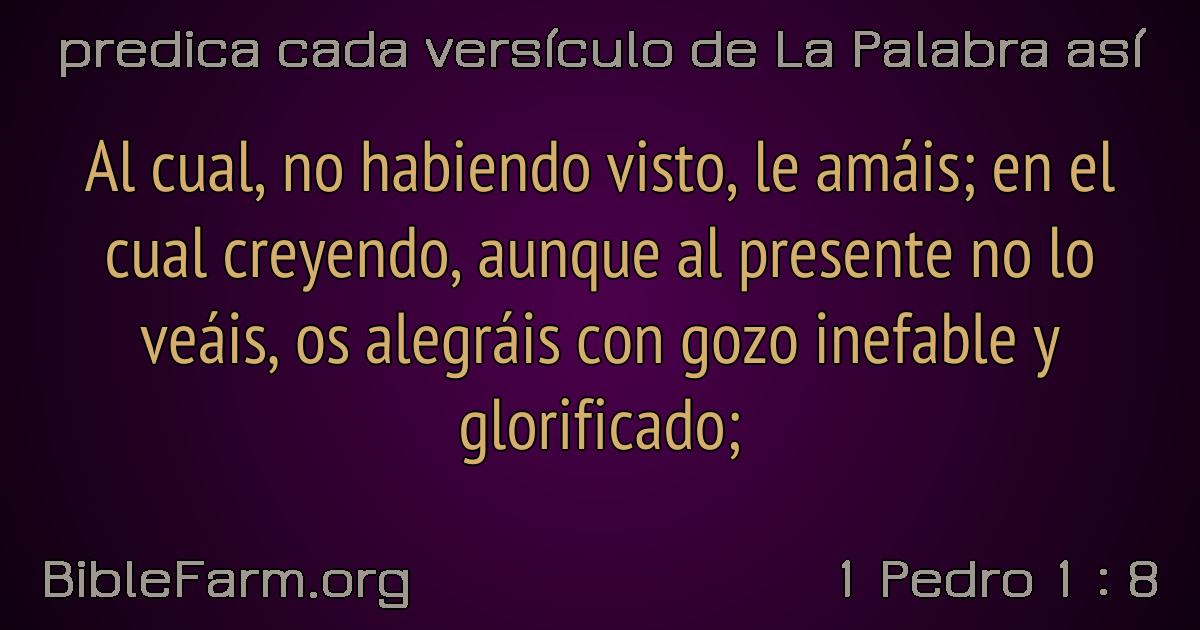 predica cada versículo de La Palabra así
Al cual, no habiendo visto, le amáis; en el
cual creyendo, aunque al presente no lo
veáis, os alegráis con gozo inefable y
glorificado;
BibleFarm.org
1 Pedro 1 : 8